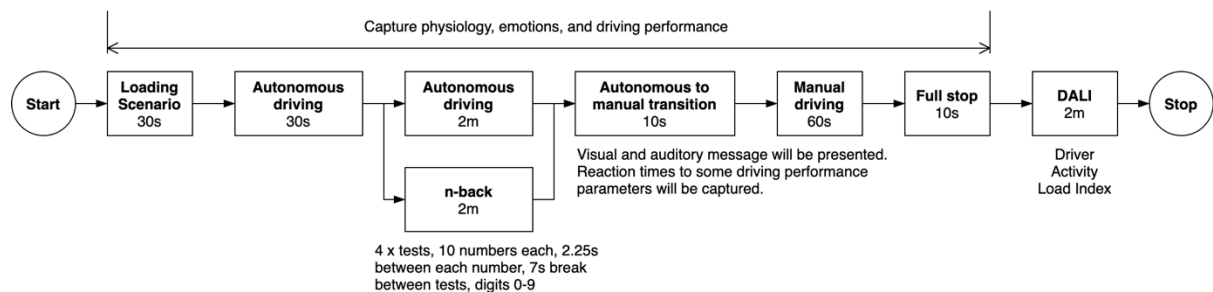 Capture physiology, emotions, and driving performance
Start
Loading
Scenario
30s
Autonomous
driving
30s
Autonomous
driving
2m
n-back
2m
4 x tests, 10 numbers each, 2.25s
between each number, 7s break
between tests, digits 0-9
Autonomous to
manual transition
10s
Visual and auditory message will be presented.
Reaction times to some driving performance
parameters will be captured.
Manual
driving
60s
Full stop
10s
DALI
2m
Driver
Activity
Load Index
Stop